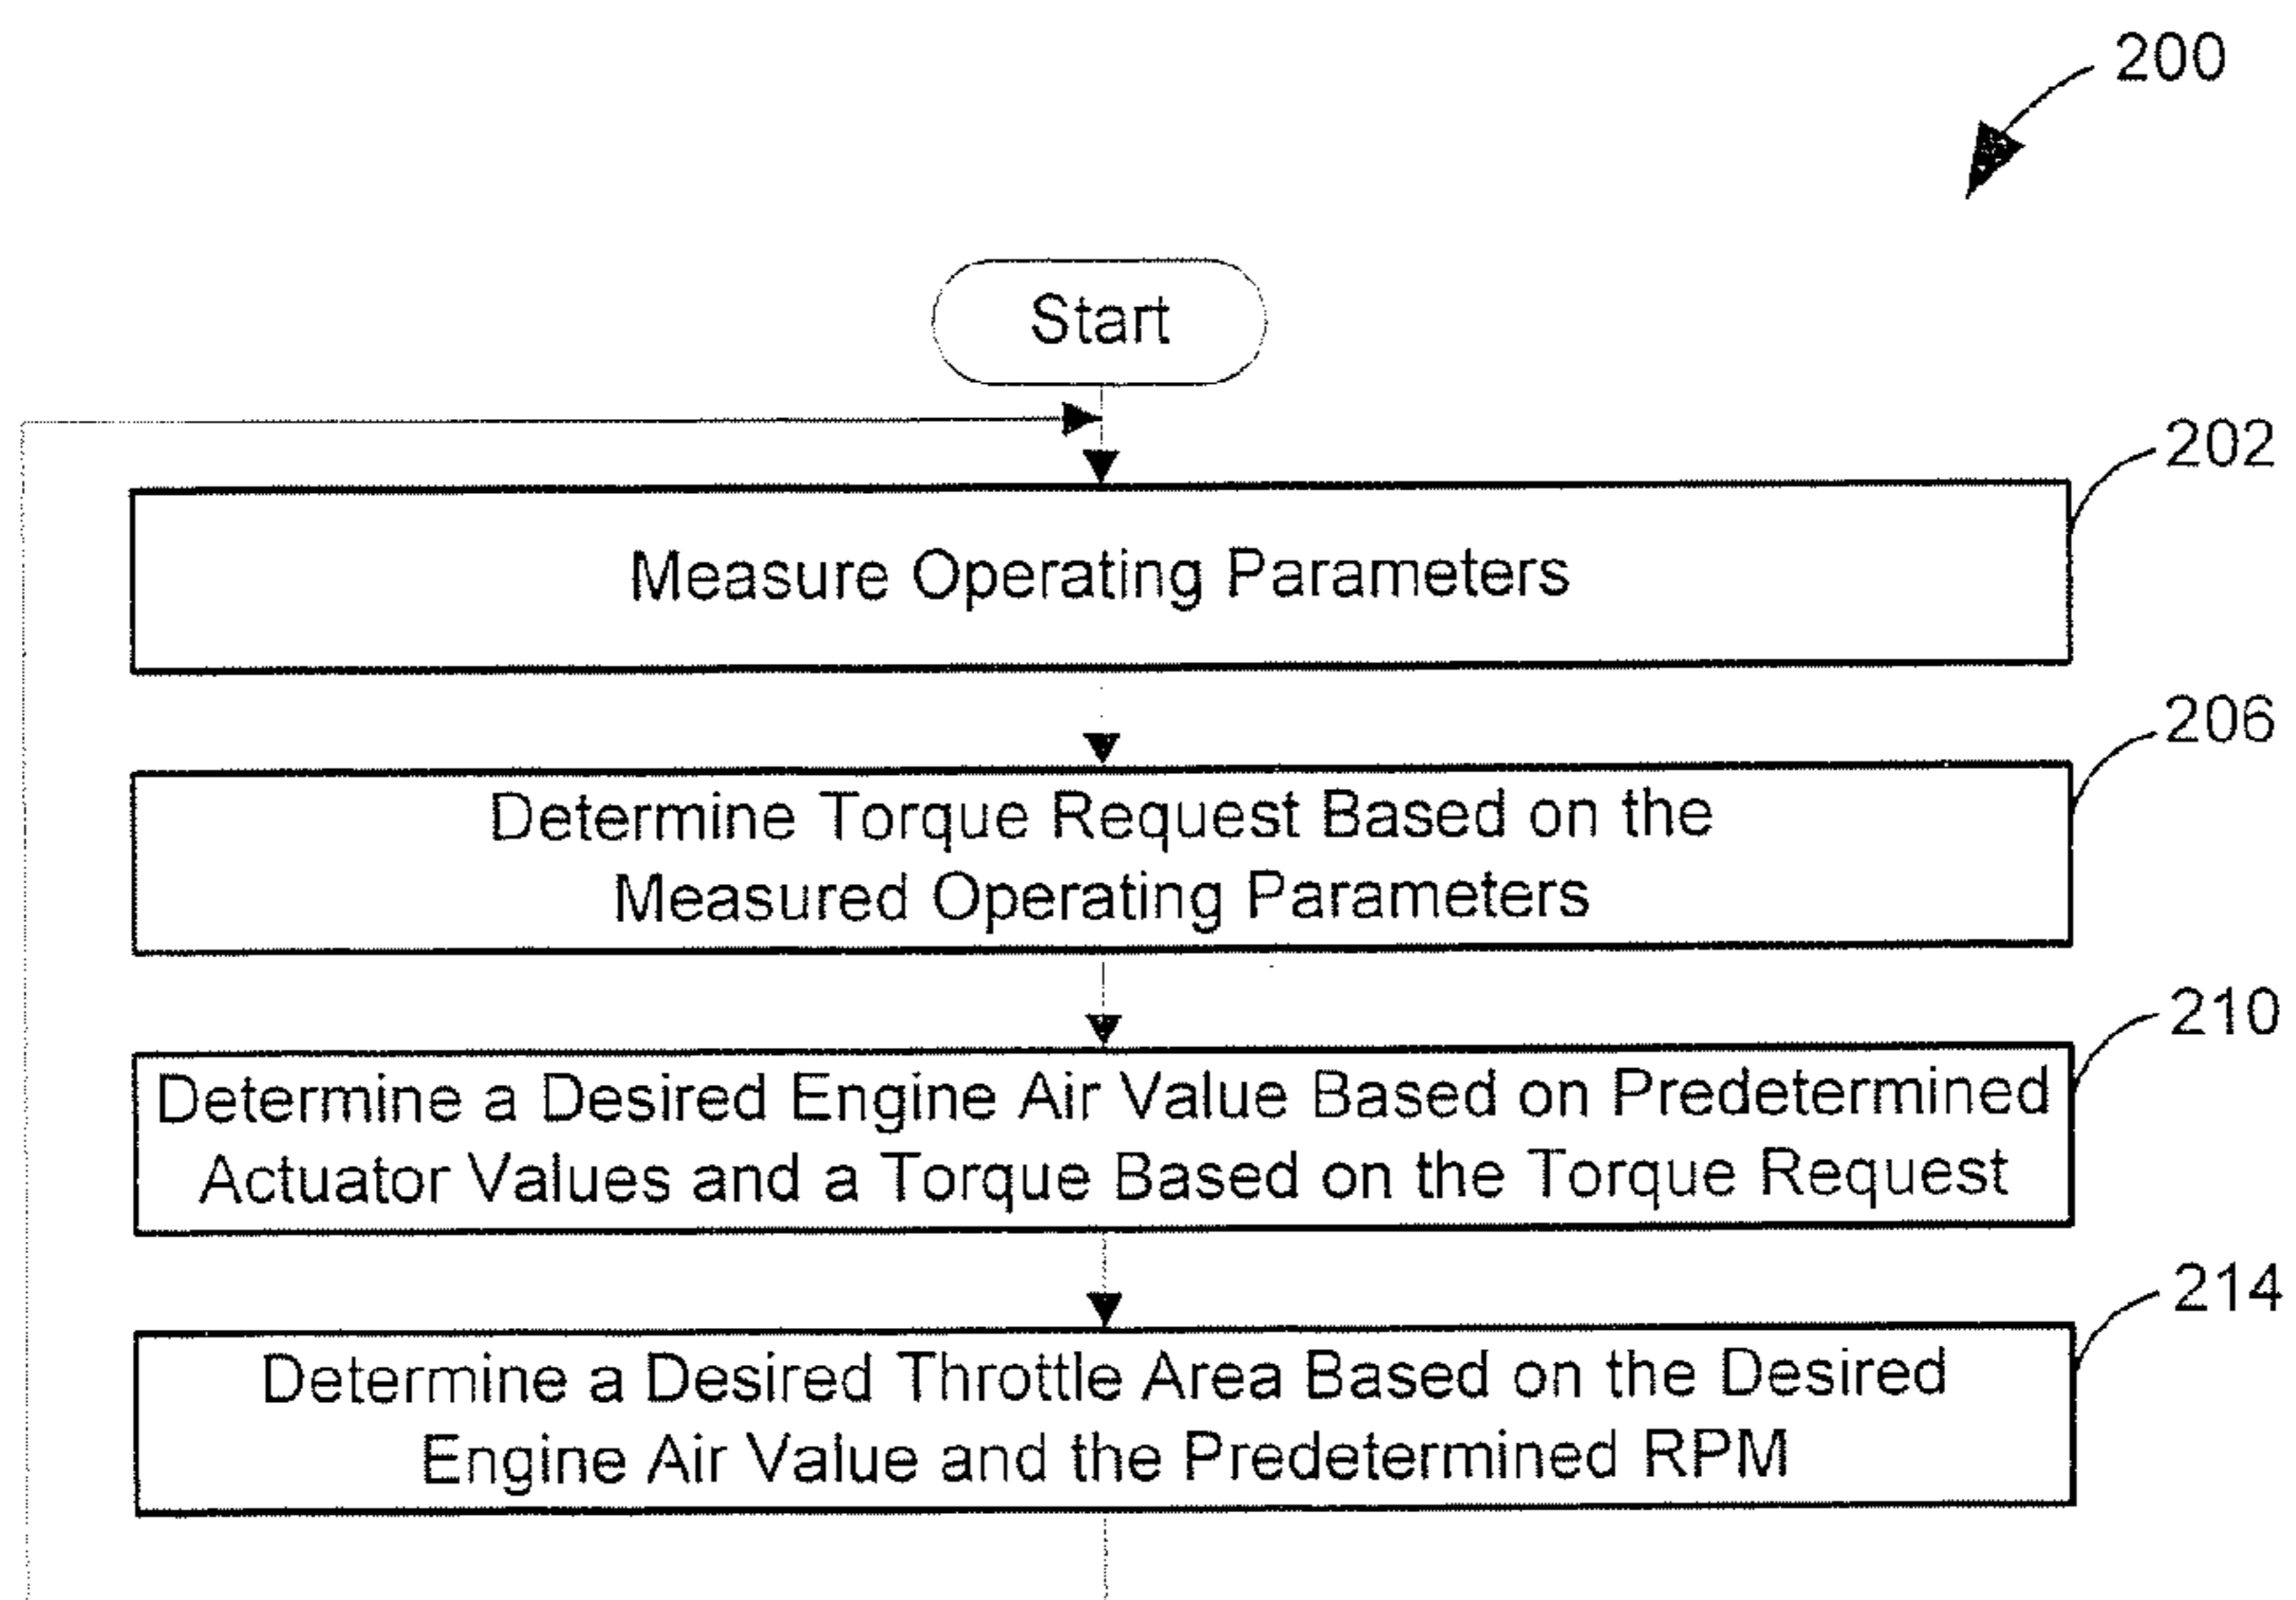 200
Start
202
Measure Operating Parameters
206
Determine Torque Request Based on the
Measured Operating Parameters
210
Determine a Desired Engine Air Value Based on Predetermined
Actuator Values and a Torque Based on the Torque Request
214
Determine a Desired Throttle Area Based on the Desired
Engine Air Value and the Predetermined RPM